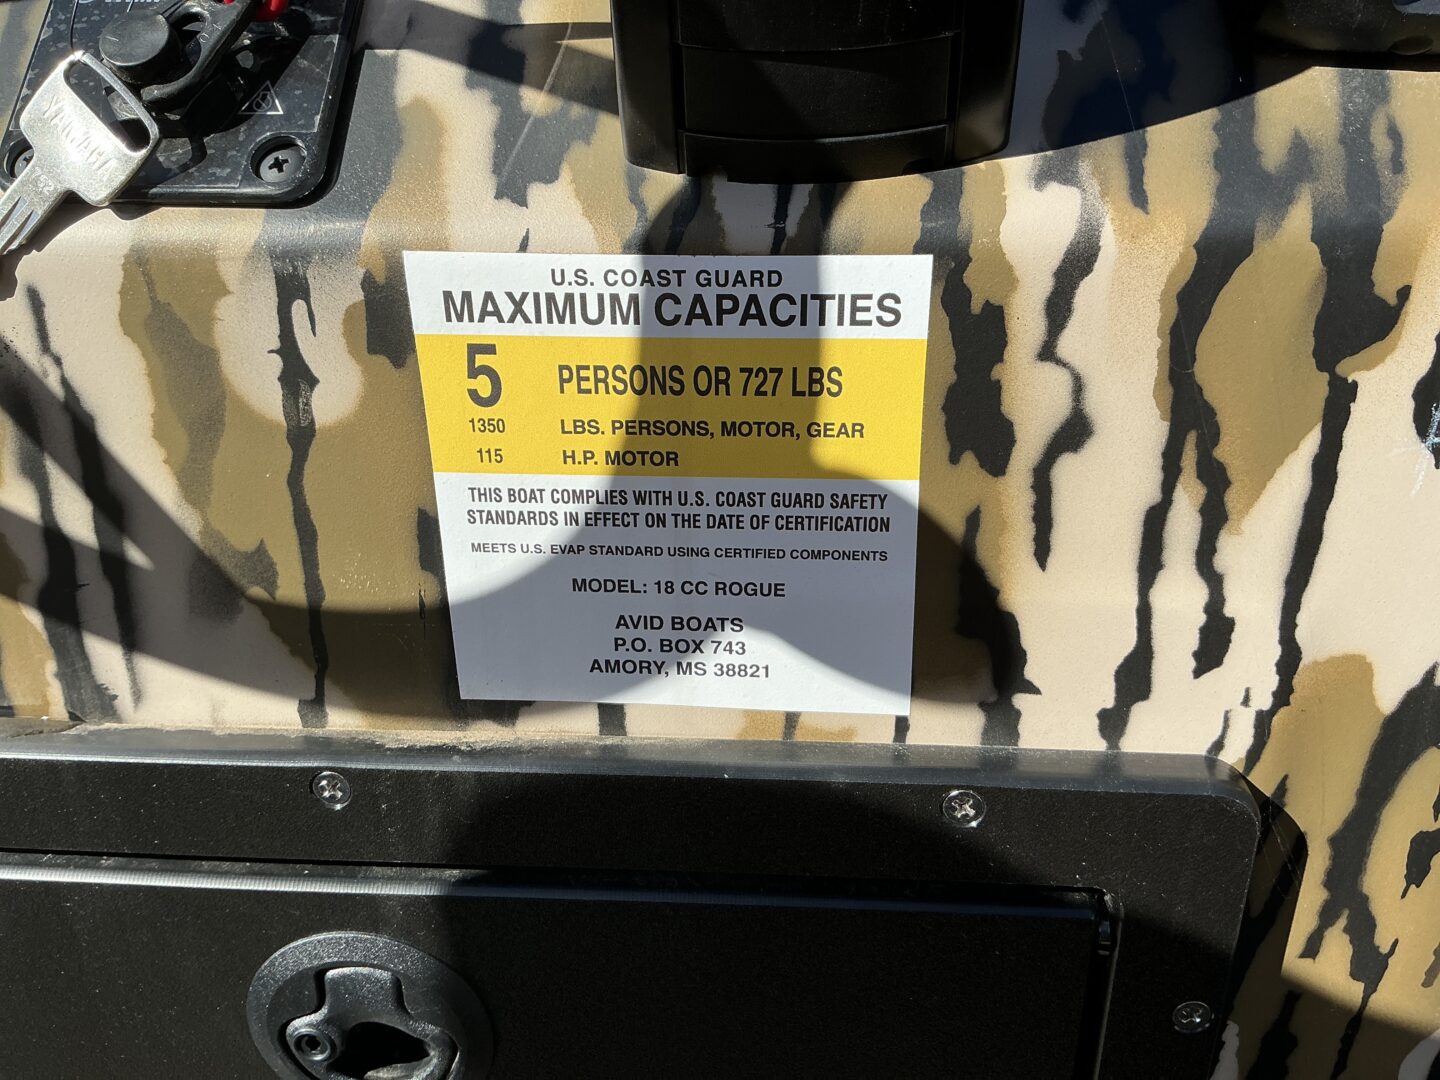 YAMAHA
U.S. COAST GUARD
MAXIMUM CAPACITIES
5 PERSONS OR 727 LBS
1350 LBS. PERSONS, MOTOR, GEAR
115 H.P. MOTOR
THIS BOAT COMPLIES WITH U.S. COAST GUARD SAFETY
STANDARDS IN EFFECT ON THE DATE OF CERTIFICATION
MEETS U.S. EVAP STANDARD USING CERTIFIED COMPONENTS
MODEL: 18 CC ROGUE
AVID BOATS
P.O. BOX 743
AMORY, MS 38821